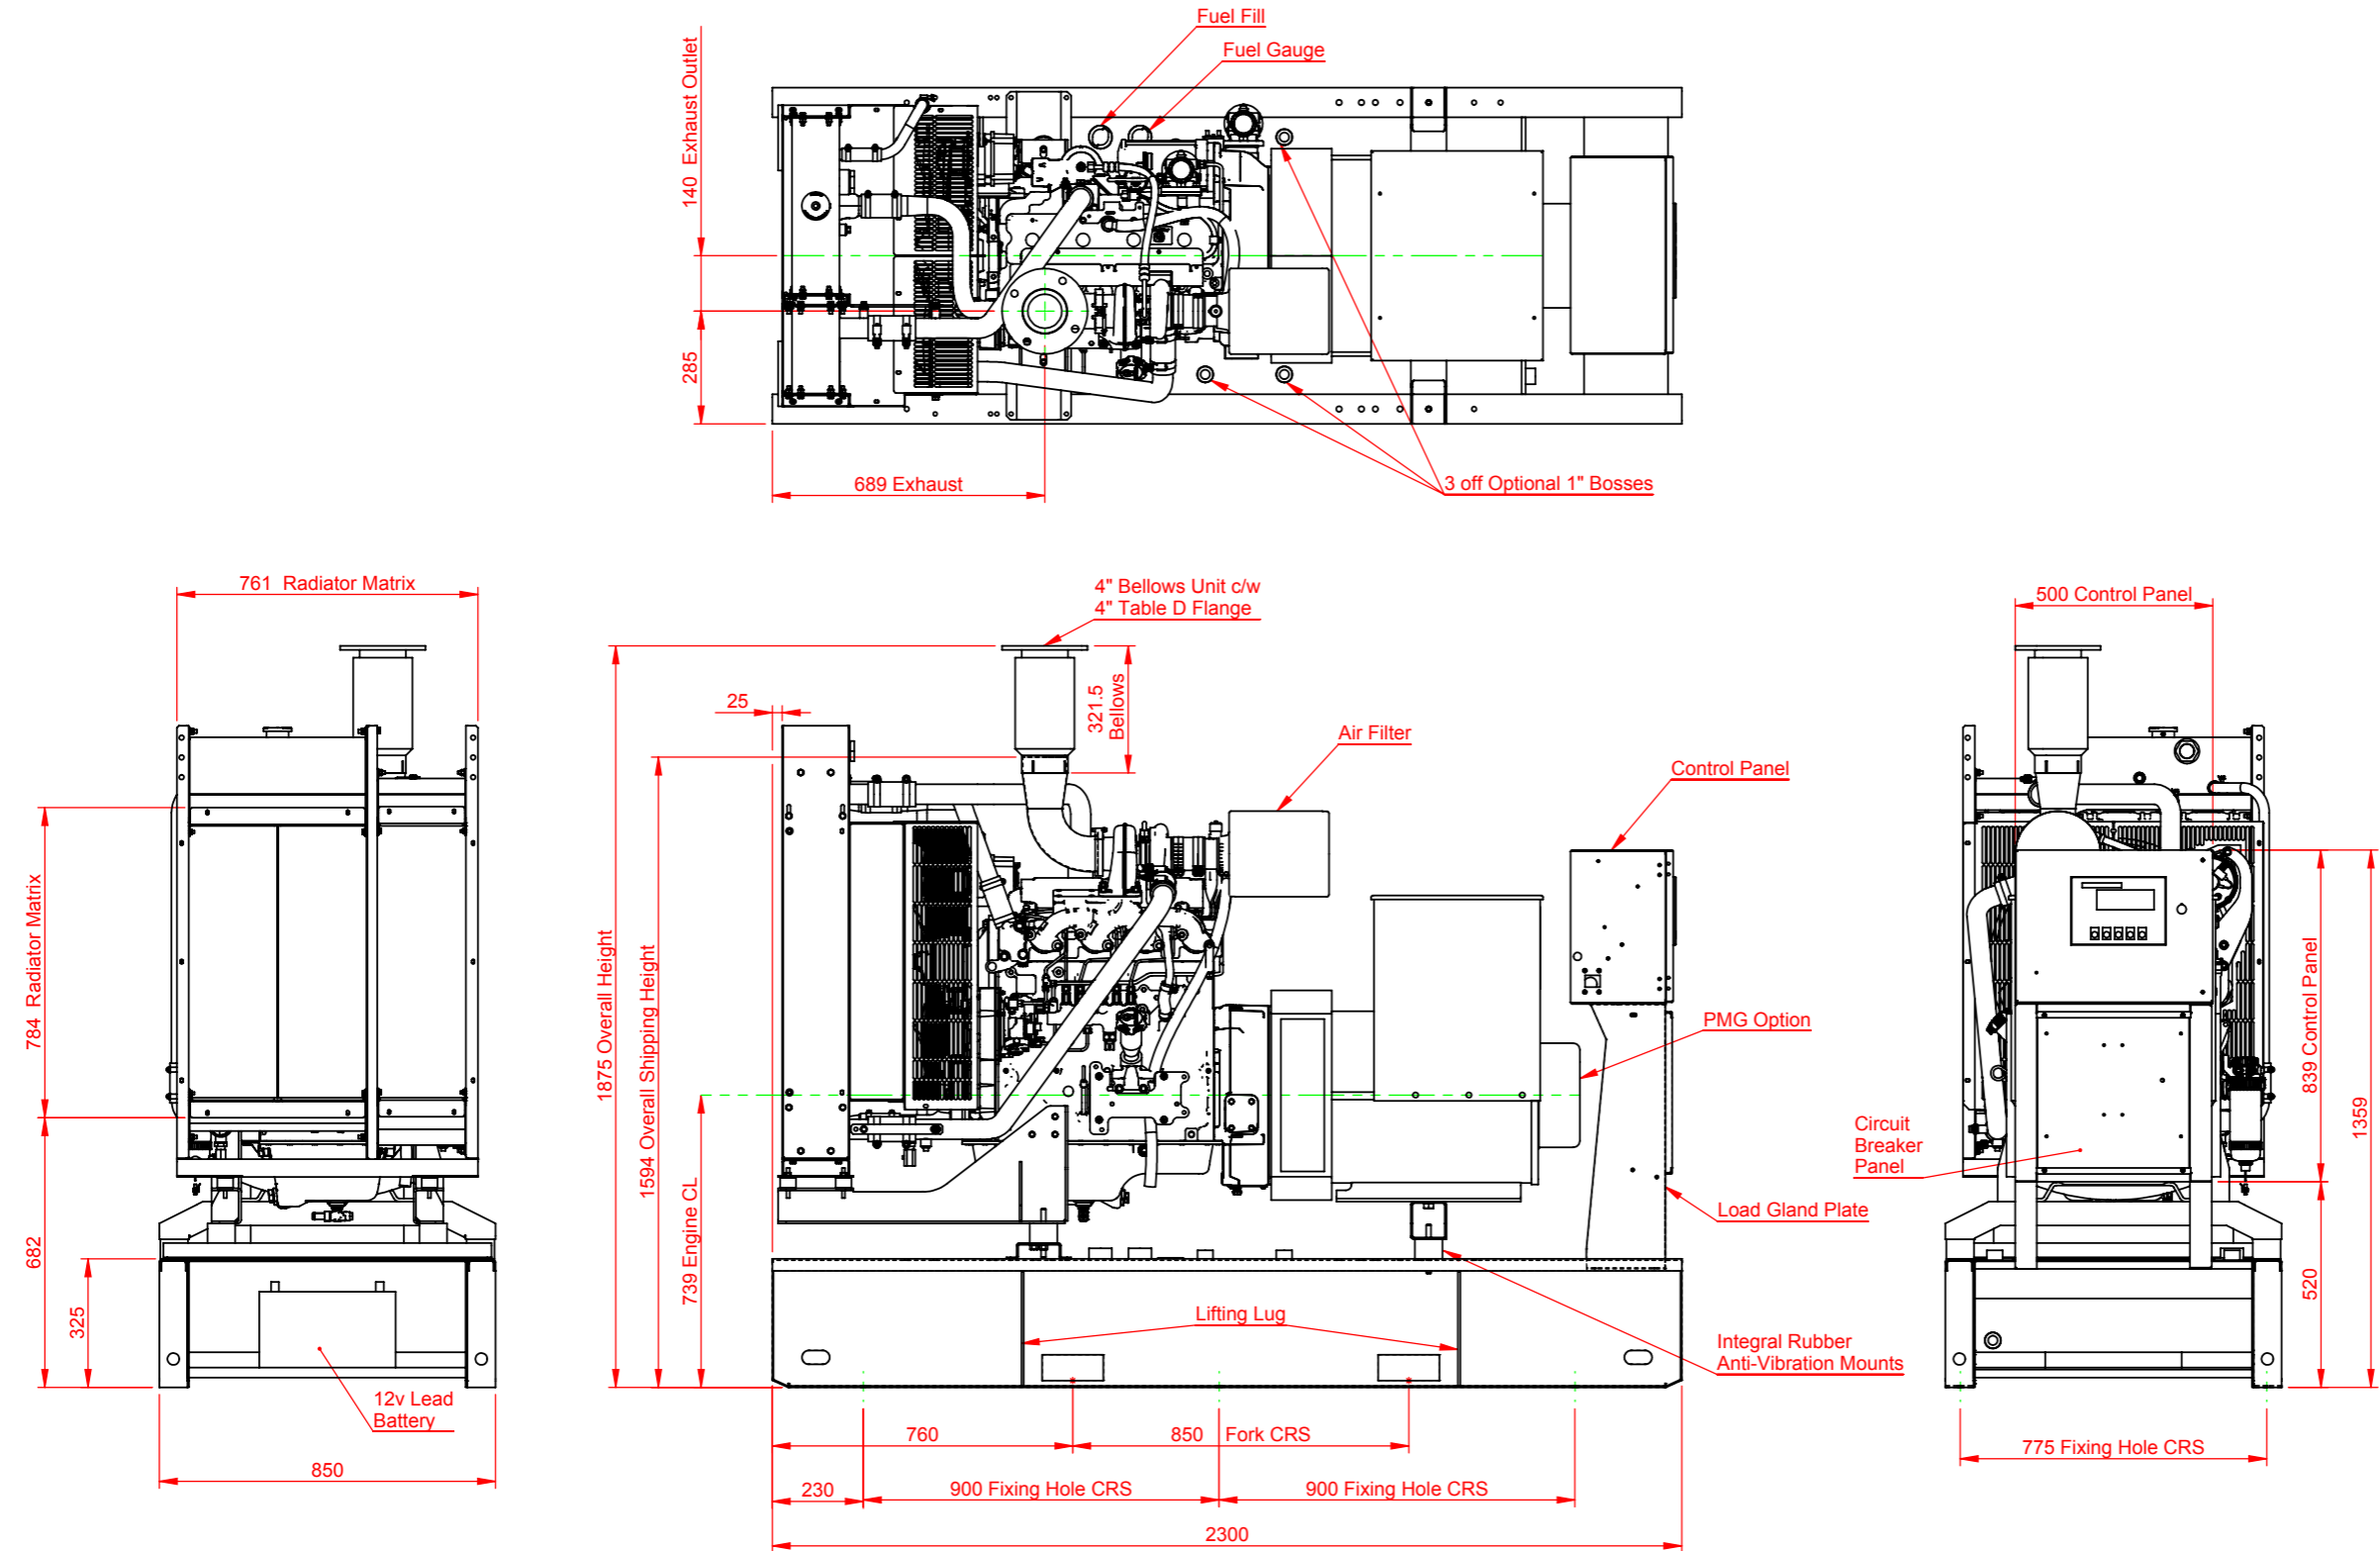 Fuel Fill
Fuel Gauge
140 Exhaust Outlet
285
689 Exhaust
3 off Optional 1" Bosses
761 Radiator Matrix
784 Radiator Matrix
682
325
12v Lead
Battery
850
4" Bellows Unit c/w
4" Table D Flange
25
321.5
Bellows
Air Filter
Control Panel
1875 Overall Height
1594 Overall Shipping Height
739 Engine CL
PMG Option
Load Gland Plate
Lifting Lug
Integral Rubber
Anti-Vibration Mounts
760
850 Fork CRS
230
900 Fixing Hole CRS
900 Fixing Hole CRS
2300
500 Control Panel
839 Control Panel
1359
Circuit
Breaker
Panel
520
775 Fixing Hole CRS